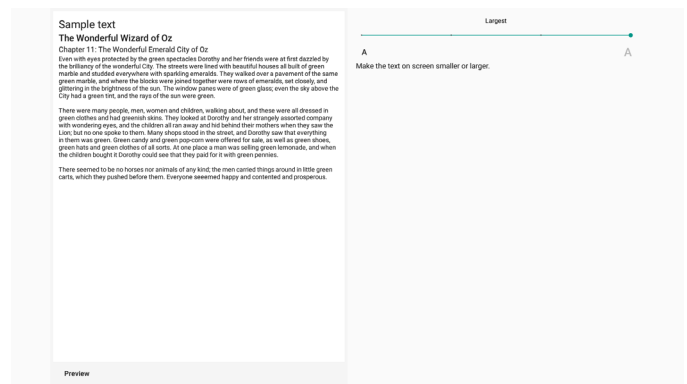 Sample text
The Wonderful Wizard of Oz
Chapter 11: The Wonderful Emerald City of Oz
Even with eyes protected by the green spectacles Dorothy and her friends were at first dazzled by
the brilliancy of the wonderful City. The streets were lined with beautiful houses all built of green
marble and studded everywhere with sparkling emeralds. They walked over a pavement of the same
green marble, and where the blocks were joined together were rows of emeralds, set closely, and
glittering in the brightness of the sun. The window panes were of green glass; even the sky above the
City had a green tint, and the rays of the sun were green.
There were many people, men, women and children, walking about, and these were all dressed in
green clothes and had greenish skins. They looked at Dorothy and her strangely assorted company
with wondering eyes, and the children all ran away and hid behind their mothers when they saw the
Lion; but no one spoke to them. Many shops stood in the street, and Dorothy saw that everything
in them was green. Green candy and green pop-corn were offered for sale, as well as green shoes,
green hats and green clothes of all sorts. At one place a man was selling green lemonade, and when
the children bought it Dorothy could see that they paid for it with green pennies.
There seemed to be no horses nor animals of any kind; the men carried things around in little green
carts, which they pushed before them. Everyone seeemed happy and contented and prosperous.
Preview
Largest
A A
Make the text on screen smaller or larger.